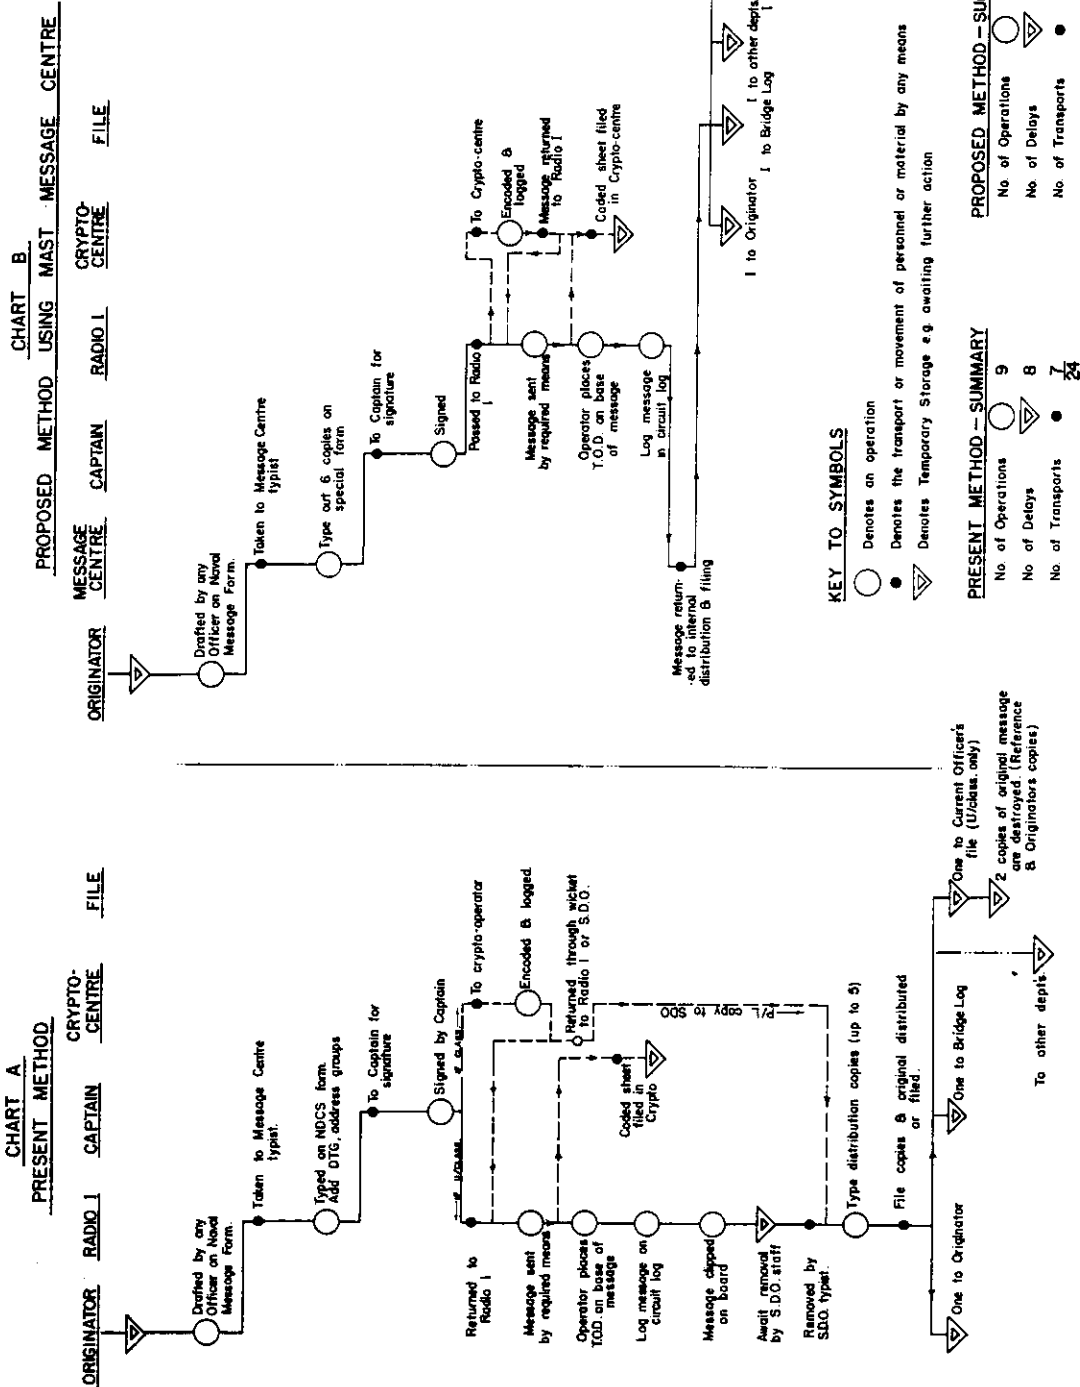 CHART A
PRESENT METHOD
ORIGINATOR
RADIO I
CAPTAIN
CRYPTO-
CENTRE
FILE
Drafted by any
Officer on Naval
Message Form.
Taken to Message Centre
typist.
Typed on NDCS form.
Add DTG, address groups
To Captain for
signature
Signed by Captain
IF U/CLASS
IF CLASS
To crypto-operator
Encoded & logged.
Returned through wicket
to Radio I or S.D.O.
Returned to
Radio I
Message sent
by required means
Operator places
T.O.D. on base of
message
Coded sheet
filed in
Crypto
P/L copy to SDO
Log message on
circuit log
Message clipped
on board
Await removal
by S.D.O. staff
Removed by
S.D.O. typist.
Type distribution copies (up to 5)
File copies & original distributed
or filed.
One to Originator
One to Bridge Log
To other dept's.
One to Current Officer's
file (U/class. only)
2 copies of original message
are destroyed. (Reference
& Originators copies)
CHART B
PROPOSED METHOD USING MAST MESSAGE CENTRE
ORIGINATOR
MESSAGE
CENTRE
CAPTAIN
RADIO I
CRYPTO-
CENTRE
FILE
Drafted by any
Officer on Naval
Message Form.
Taken to Message Centre
typist
Type out 6 copies on
special form
To Captain for
signature
Signed
Passed to Radio
I
To Crypto-centre
Encoded &
logged
Message returned
to Radio I
Message sent
by required means
Operator places
T.O.D. on base
of message
Coded sheet filed
in Crypto-centre
Log message
in circuit log
Message return-
ed to internal
distribution & filing
I to Originator
I to Bridge Log
I to other depts.
I
KEY TO SYMBOLS
Denotes an operation
Denotes the transport or movement of personnel or material by any means
Denotes Temporary Storage e.g. awaiting further action
PRESENT METHOD – SUMMARY
No. of Operations 9
No of Delays 8
No. of Transports 7
24
PROPOSED METHOD – SU
No. of Operations
No. of Delays
No. of Transports